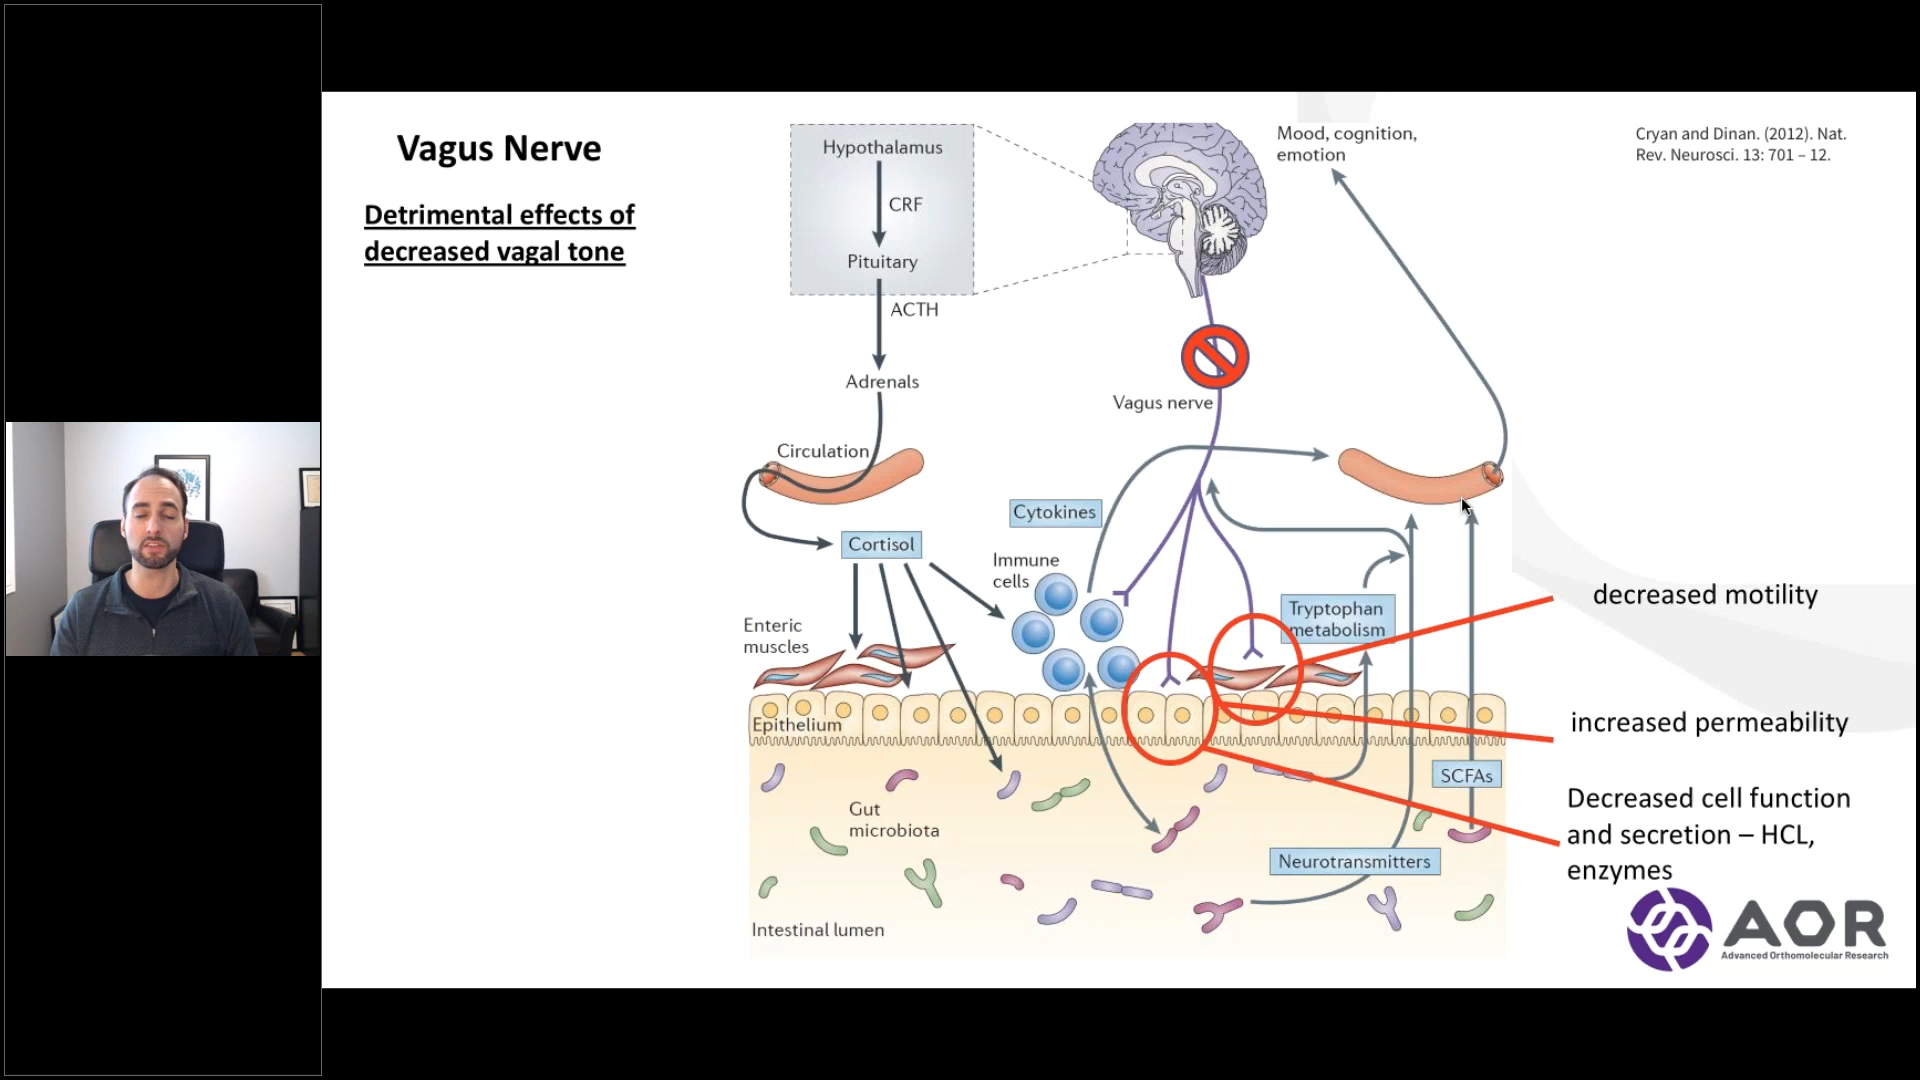 Vagus Nerve
Detrimental effects of
decreased vagal tone
Hypothalamus
CRF
Pituitary
ACTH
Adrenals
Circulation
Cortisol
Enteric
muscles
Mood, cognition,
emotion
Cryan and Dinan. (2012). Nat.
Rev. Neurosci. 13: 701 – 12.
Vagus nerve
Cytokines
Immune
cells
Tryptophan
metabolism
decreased motility
Epithelium
increased permeability
SCFAs
Gut
microbiota
Decreased cell function
and secretion – HCL,
enzymes
Neurotransmitters
Intestinal lumen
AOR
Advanced Orthomolecular Research